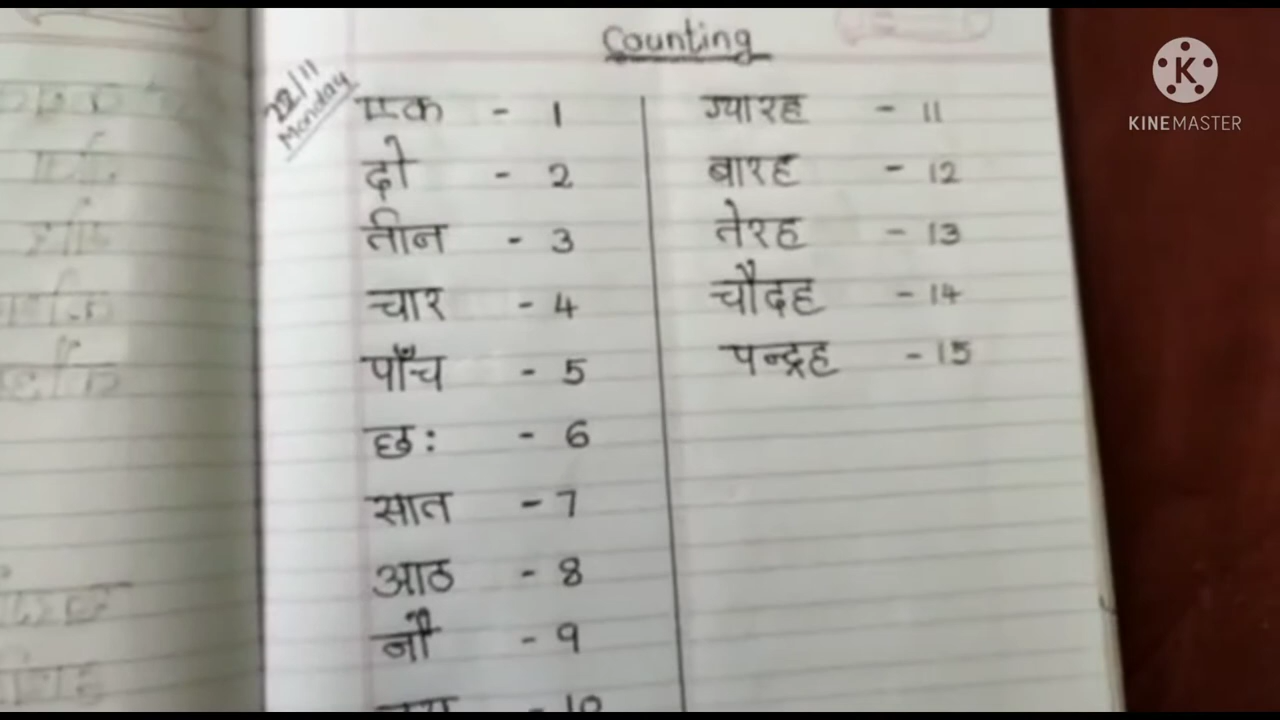 Counting
22/11
Monday
एक - 1
दो - 2
तीन - 3
चार - 4
पाँच - 5
छ: - 6
सात - 7
आठ - 8
नौ - 9
- 10
ग्यारह - 11
बारह - 12
तेरह - 13
चौदह - 14
पन्द्रह - 15
K
KINEMASTER